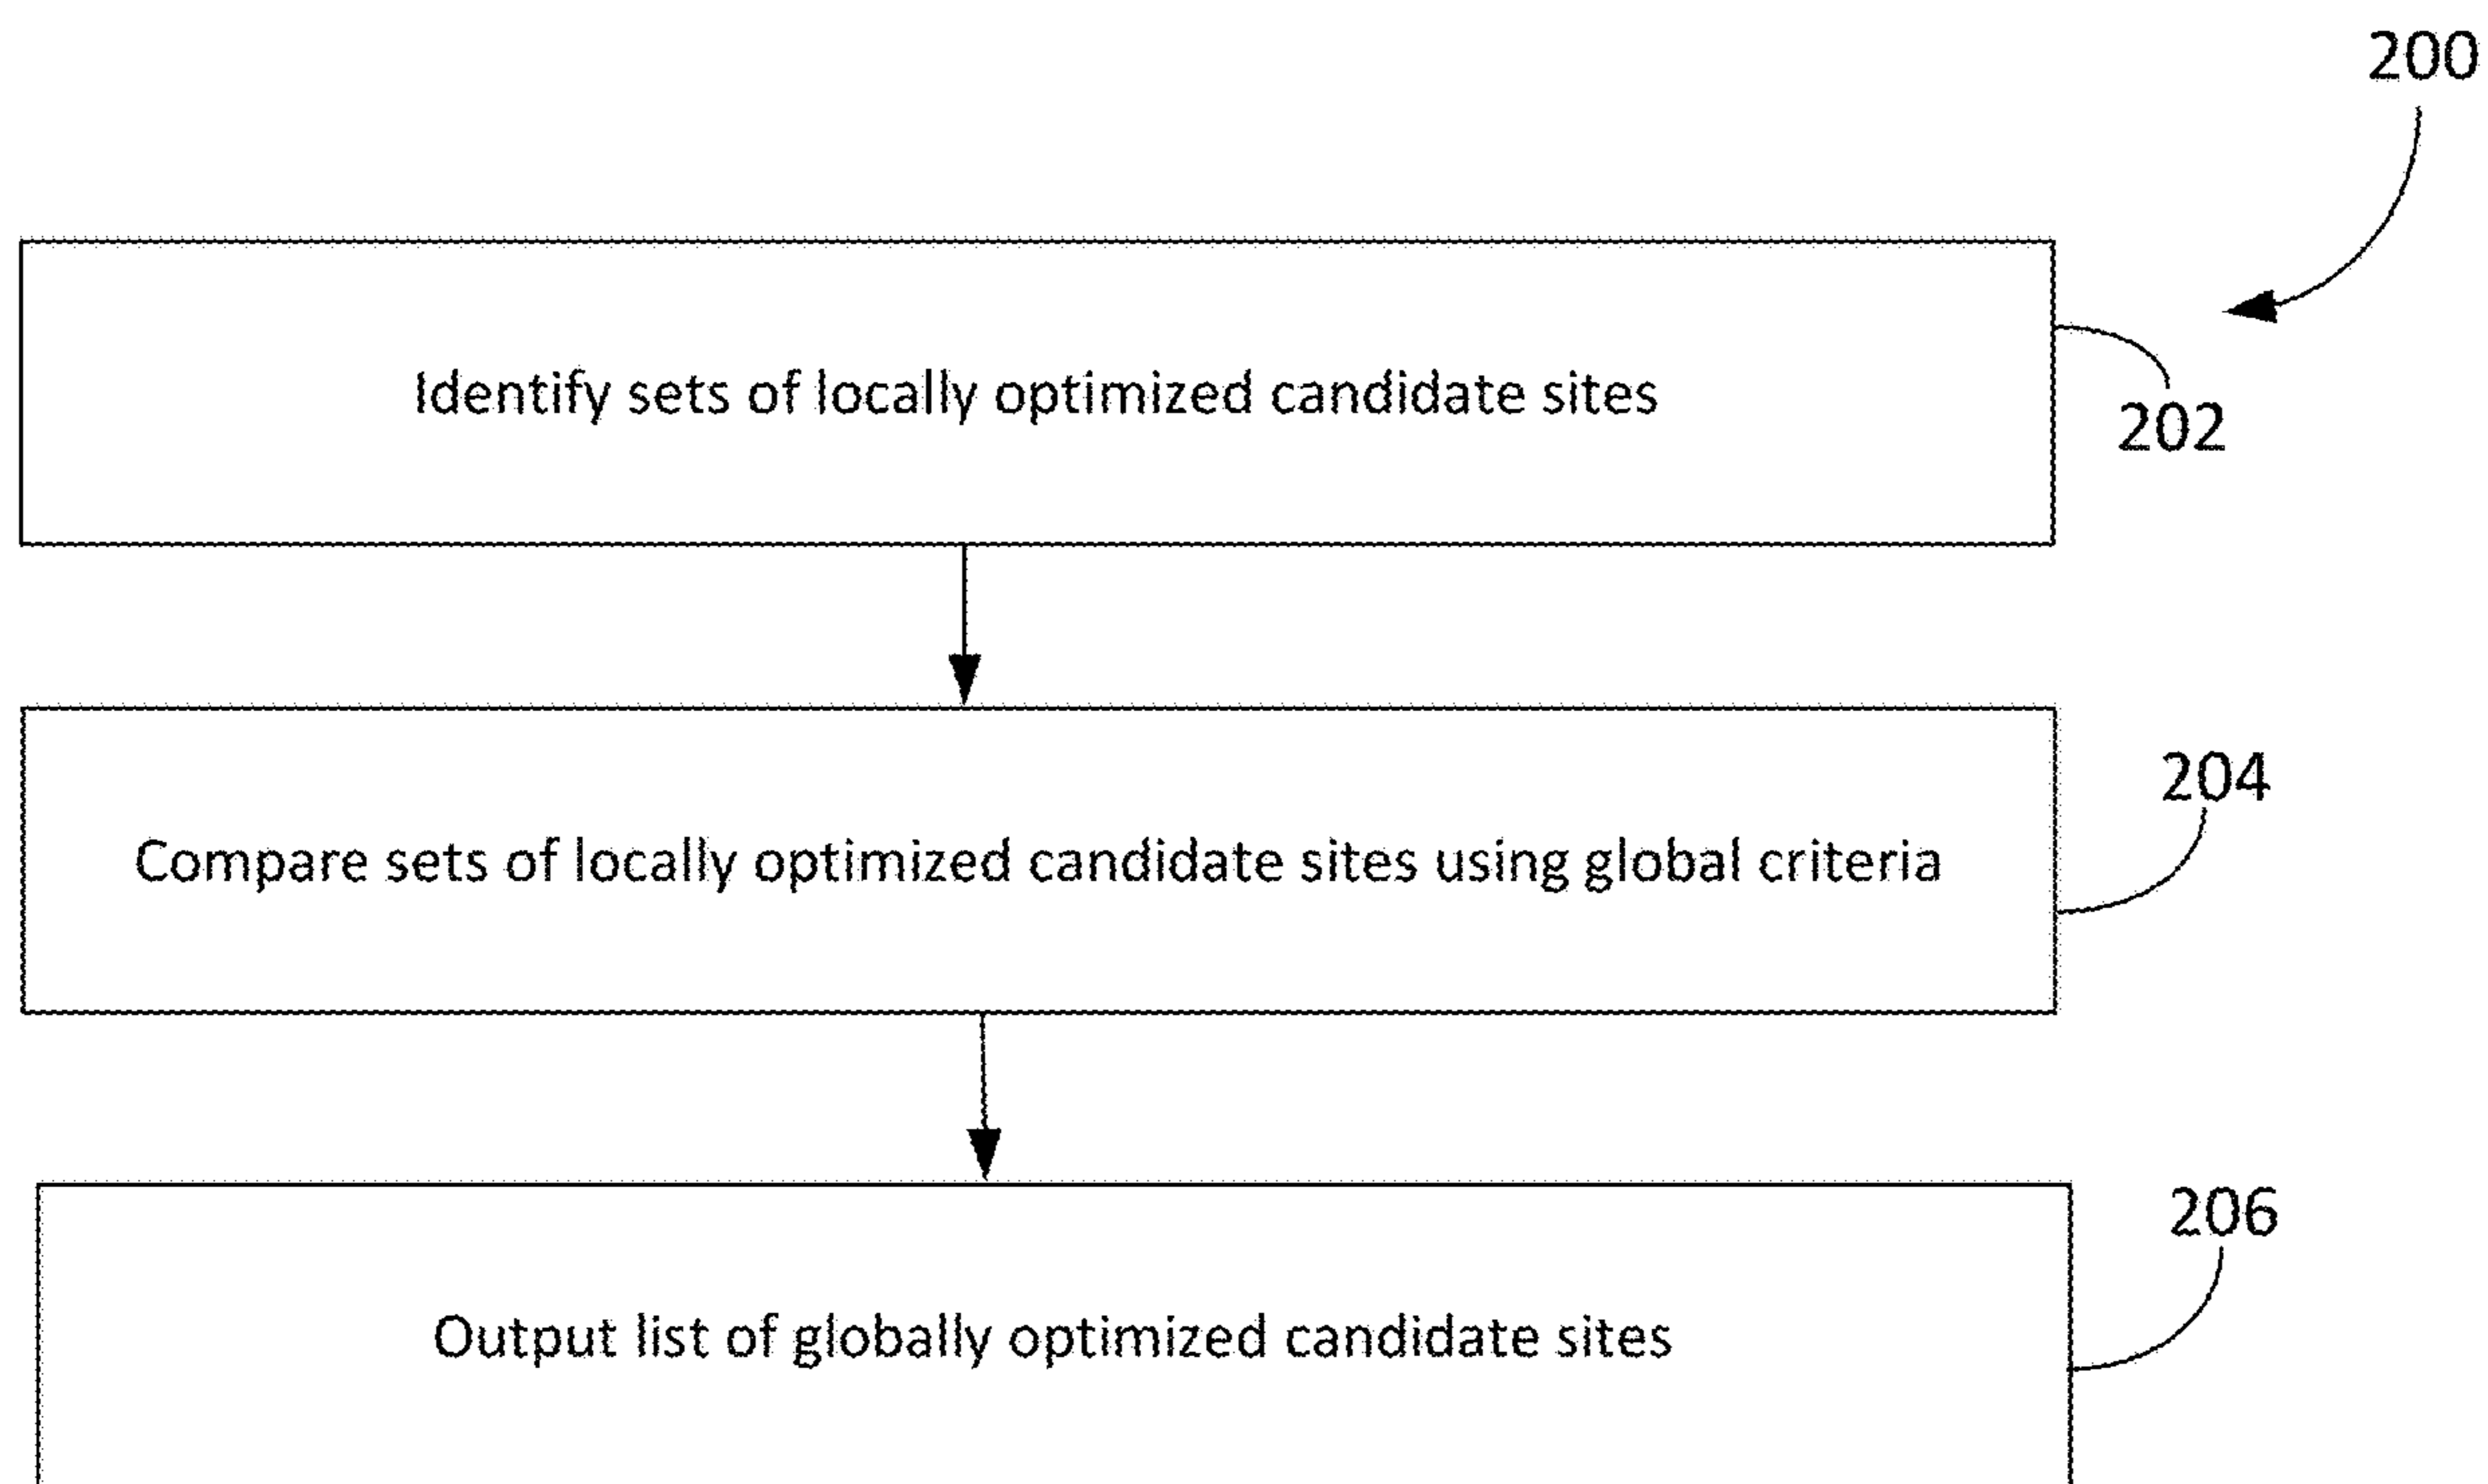 200
Identify sets of locally optimized candidate sites
202
204
Compare sets of locally optimized candidate sites using global criteria
206
Output list of globally optimized candidate sites